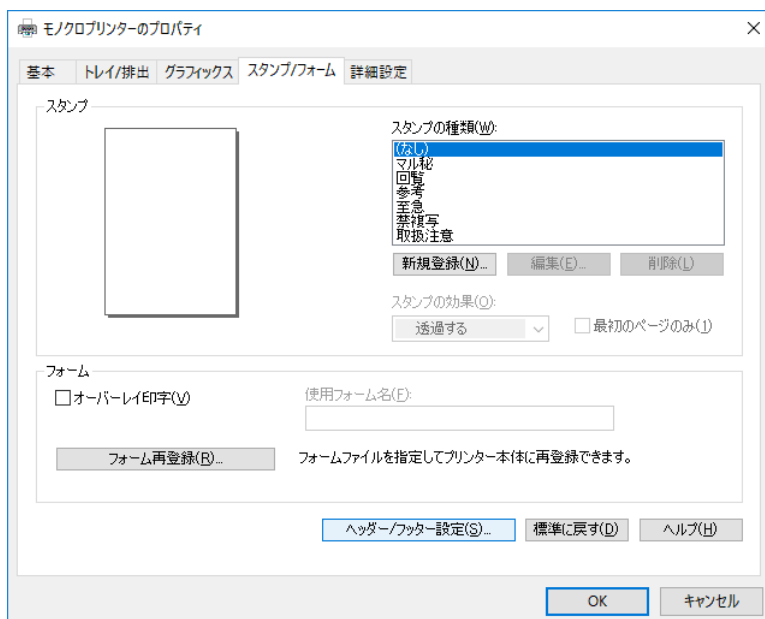 モノクロプリンターのプロパティ
基本 トレイ/排出 グラフィックス スタンプ/フォーム 詳細設定
スタンプ
スタンプの種類(W):
(なし)
マル秘
回覧
参考
至急
禁複写
取扱注意
新規登録(N)... 編集(E)... 削除(L)
スタンプの効果(O):
透過する 最初のページのみ(1)
フォーム
オーバーレイ印字(V) 使用フォーム名(F):
フォーム再登録(R)... フォームファイルを指定してプリンター本体に再登録できます。
ヘッダー/フッター設定(S)... 標準に戻す(D) ヘルプ(H)
OK キャンセル